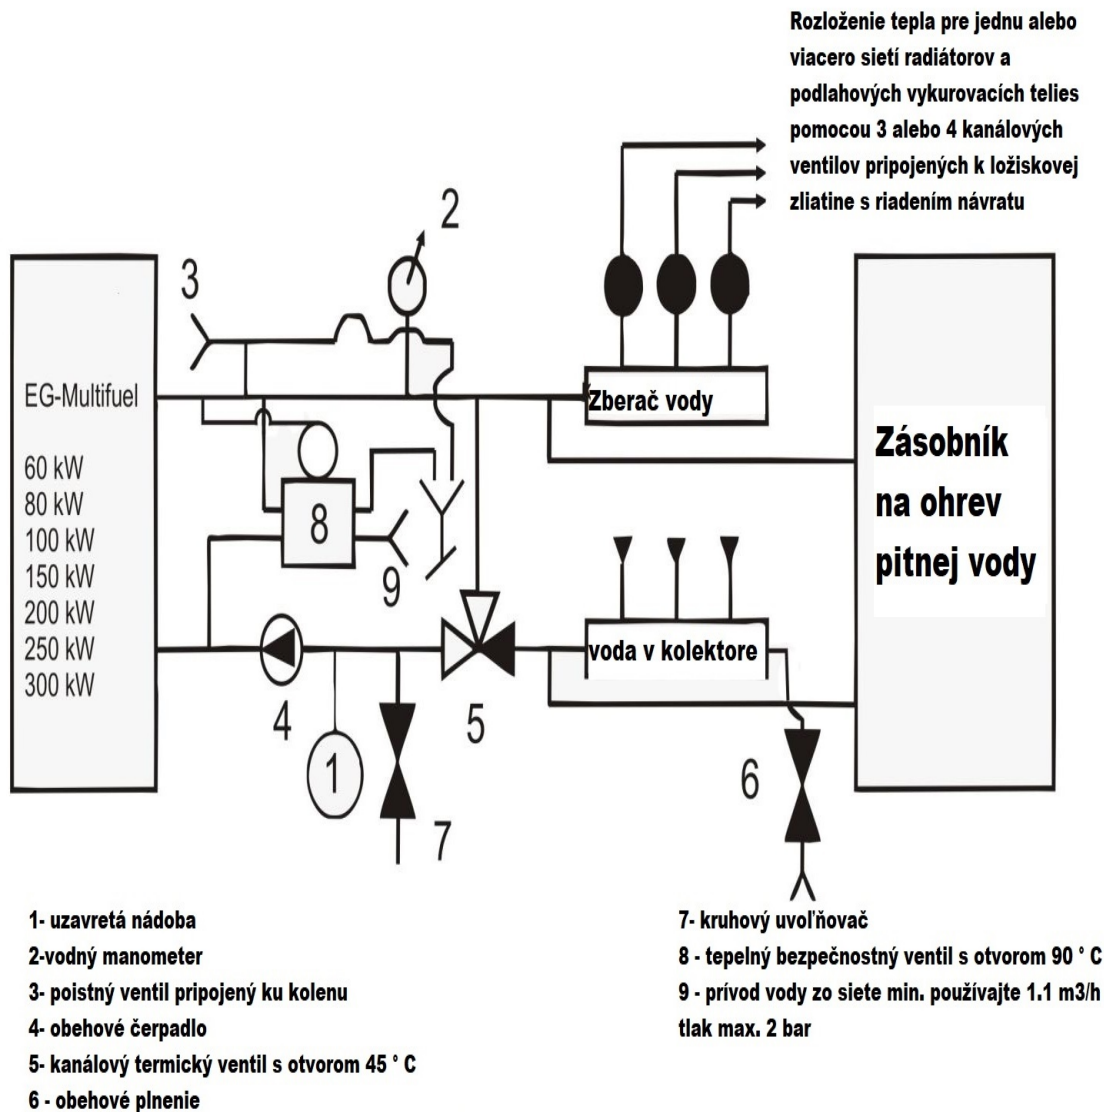 Rozloženie tepla pre jednu alebo
viacero sietí radiátorov a
podlahových vykurovacích telies
pomocou 3 alebo 4 kanálových
ventilov pripojených k ložiskovej
zliatine s riadením návratu
2
3
EG-Multifuel
60 kW
80 kW
100 kW
150 kW
200 kW
250 kW
300 kW
Zberač vody
Zásobník
na ohrev
pitnej vody
8
9
voda v kolektore
4
5
1
6
7
1- uzavretá nádoba
2-vodný manometer
3- poistný ventil pripojený ku kolenu
4- obehové čerpadlo
5- kanálový termický ventil s otvorom 45 ° C
6 - obehové plnenie
7- kruhový uvoľňovač
8 - tepelný bezpečnostný ventil s otvorom 90 ° C
9 - prívod vody zo siete min. používajte 1.1 m3/h
tlak max. 2 bar